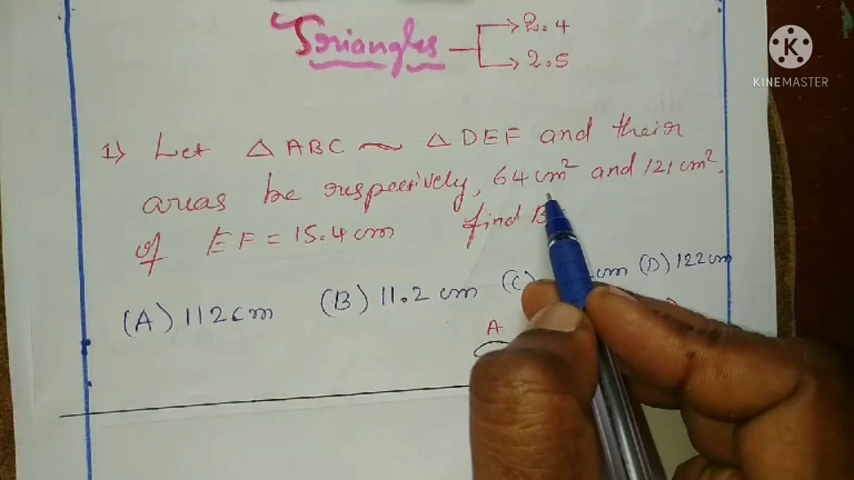 Triangles → 2.4
→ 2.5
K
KINEMASTER
1) Let △ABC ~ △DEF and their
areas be respectively, 64 cm² and 121 cm².
If EF = 15.4 cm find B
(A) 112 cm (B) 11.2 cm (C) cm (D) 122 cm
A